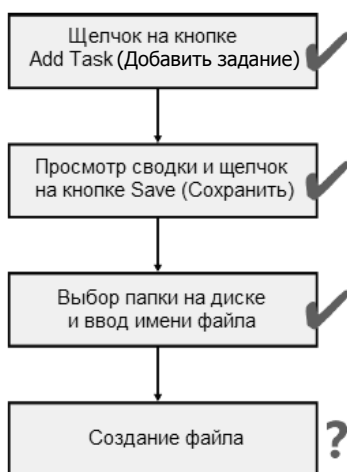 Щелчок на кнопке
Add Task (Добавить задание)
Просмотр сводки и щелчок
на кнопке Save (Сохранить)
Выбор папки на диске
и ввод имени файла
Создание файла
?